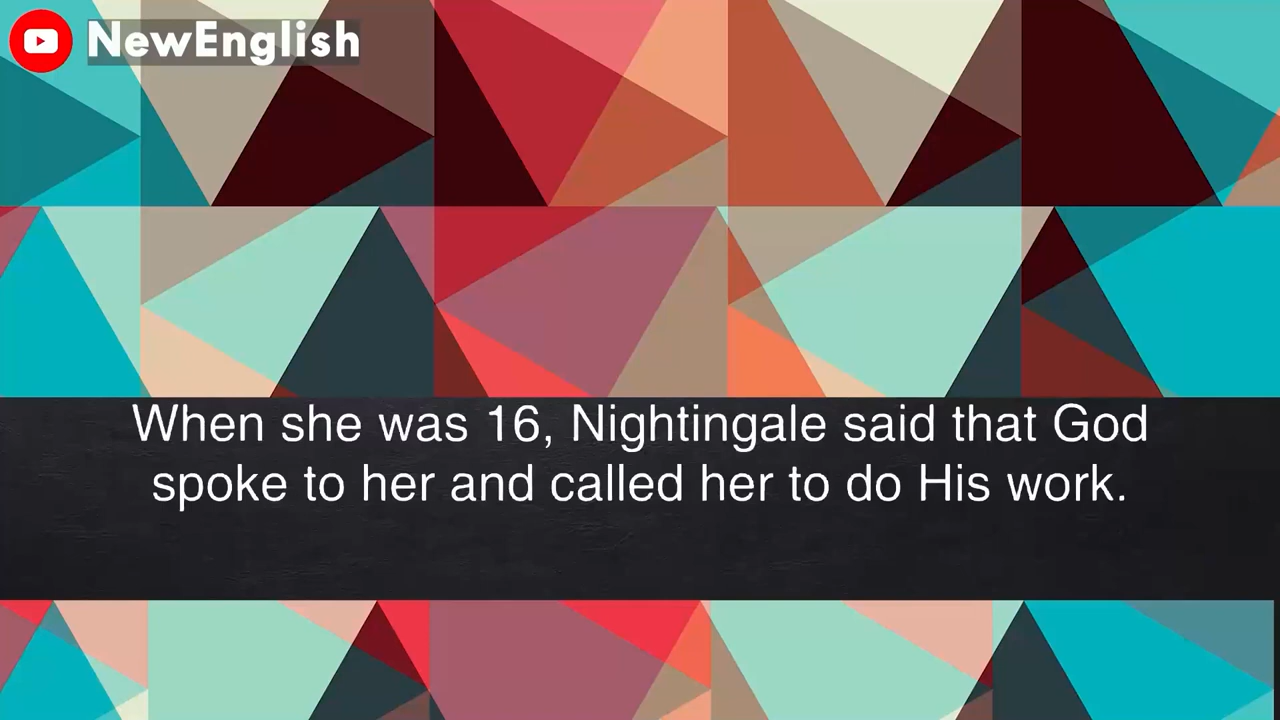 NewEnglish
When she was 16, Nightingale said that God
spoke to her and called her to do His work.